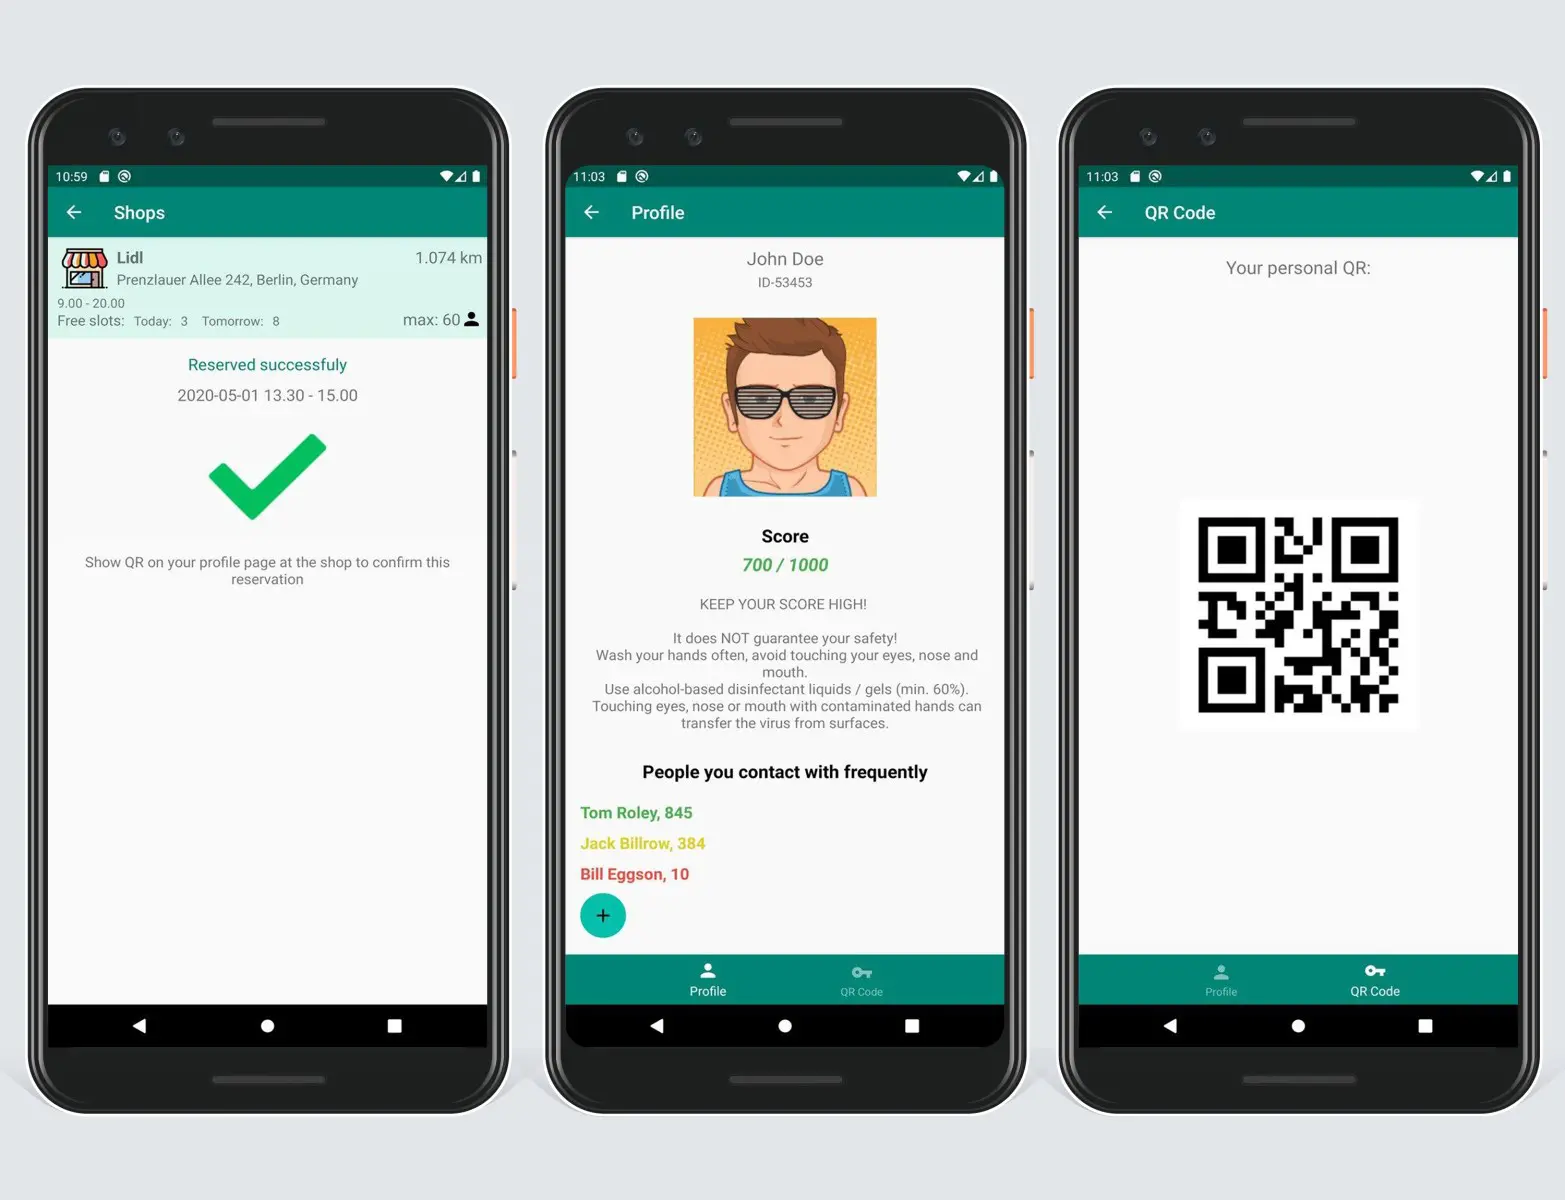 10:59
Shops
Lidl
1.074 km
Prenzlauer Allee 242, Berlin, Germany
9.00 - 20.00
Free slots: Today: 3 Tomorrow: 8
max: 60
Reserved successfuly
2020-05-01 13.30 - 15.00
Show QR on your profile page at the shop to confirm this
reservation
11:03
Profile
John Doe
ID-53453
Score
700 / 1000
KEEP YOUR SCORE HIGH!
It does NOT guarantee your safety!
Wash your hands often, avoid touching your eyes, nose and
mouth.
Use alcohol-based disinfectant liquids / gels (min. 60%).
Touching eyes, nose or mouth with contaminated hands can
transfer the virus from surfaces.
People you contact with frequently
Tom Roley, 845
Jack Billrow, 384
Bill Eggson, 10
+
Profile
QR Code
11:03
QR Code
Your personal QR:
Profile
QR Code